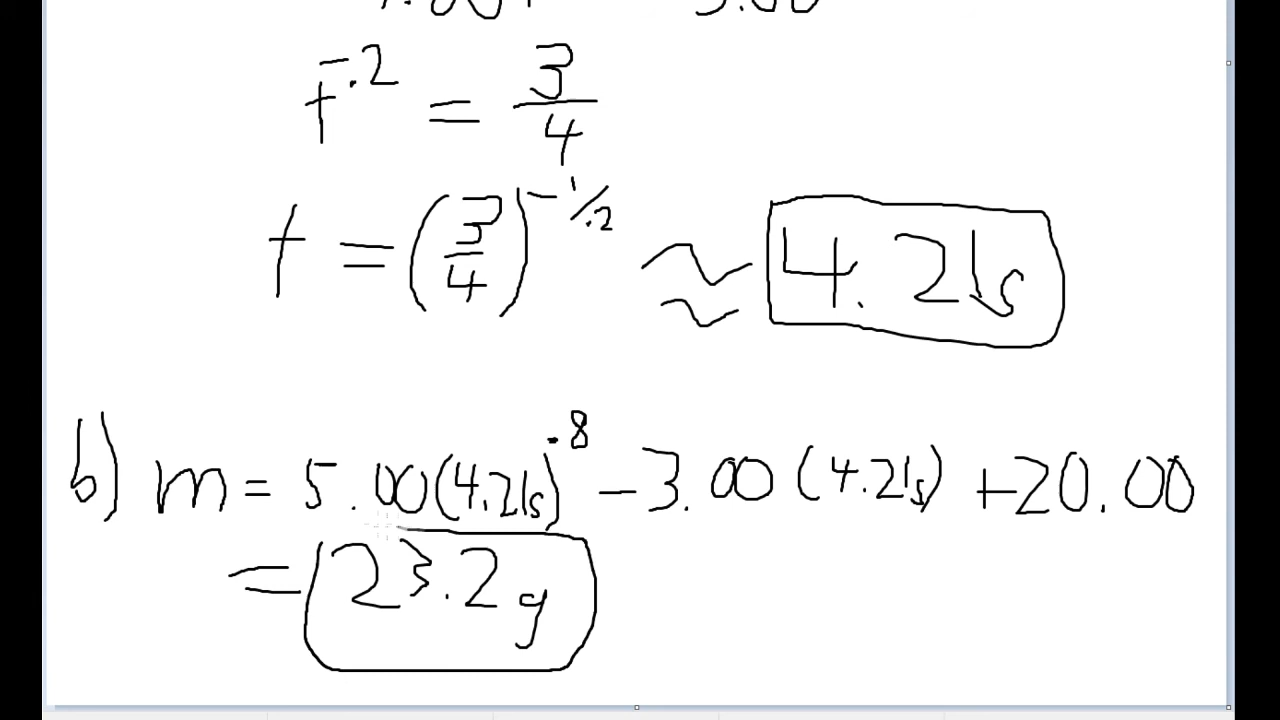 t^-.2 = 3/4
t = (3/4)^-1/.2 ≈ 4.21s
b) m = 5.00(4.21s)^.8 - 3.00(4.21s) + 20.00
= 23.2g